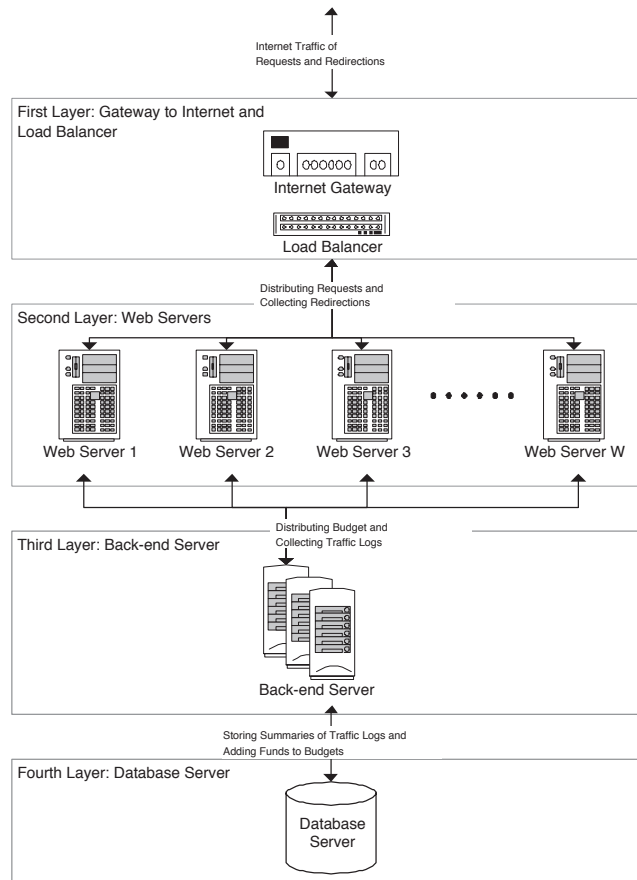 Internet Traffic of
Requests and Redirections
First Layer: Gateway to Internet and
Load Balancer
Internet Gateway
Load Balancer
Distributing Requests and
Collecting Redirections
Second Layer: Web Servers
Web Server 1
Web Server 2
Web Server 3
Web Server W
Distributing Budget and
Collecting Traffic Logs
Third Layer: Back-end Server
Back-end Server
Storing Summaries of Traffic Logs and
Adding Funds to Budgets
Fourth Layer: Database Server
Database
Server